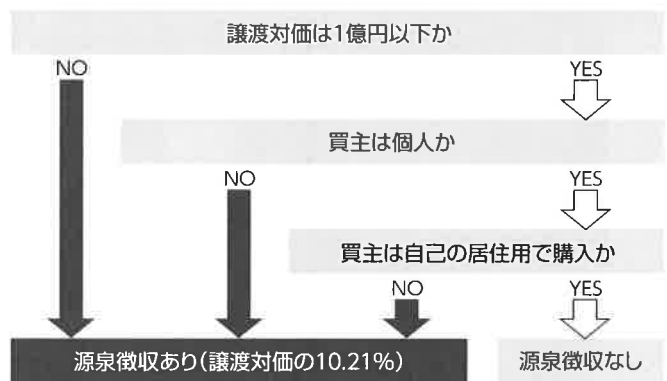 譲渡対価は1億円以下か
NO
YES
買主は個人か
NO
YES
買主は自己の居住用で購入か
NO
YES
源泉徴収あり(譲渡対価の10.21%)
源泉徴収なし